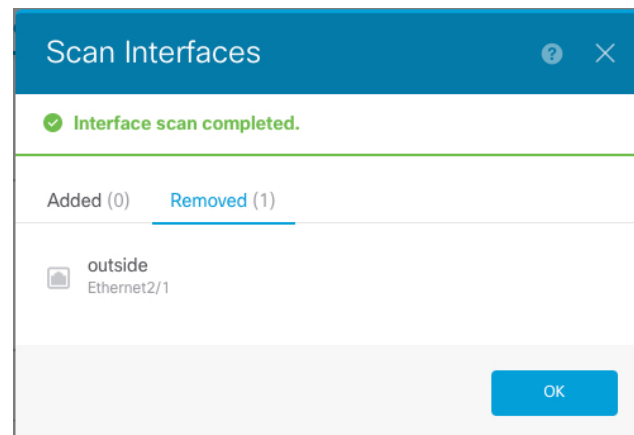 Scan Interfaces
Interface scan completed.
Added (0) Removed (1)
outside
Ethernet2/1
OK